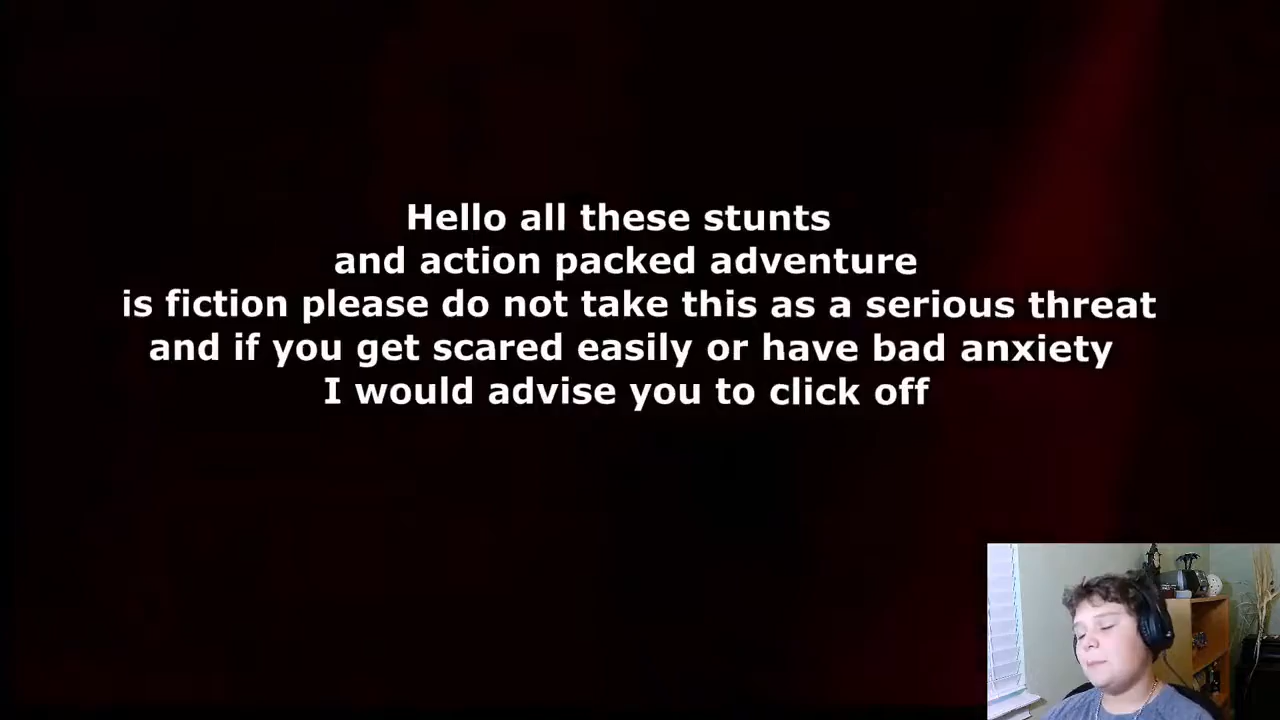 Hello all these stunts
and action packed adventure
is fiction please do not take this as a serious threat
and if you get scared easily or have bad anxiety
I would advise you to click off